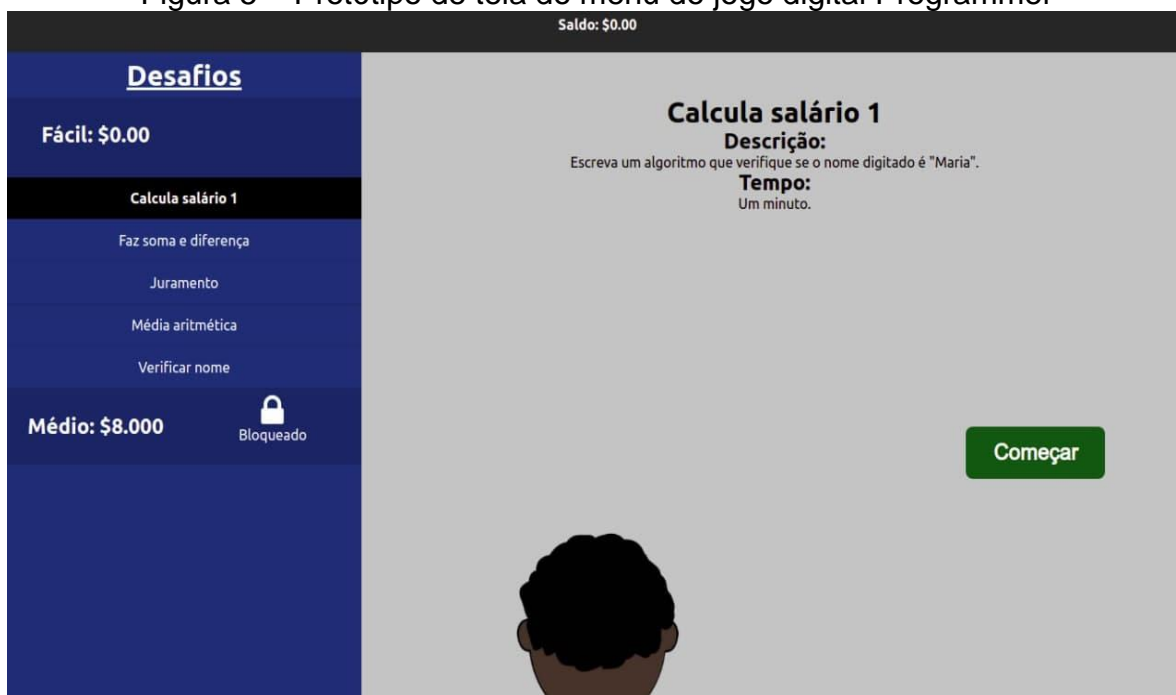 Saldo: $0.00
Desafios
Fácil: $0.00
Calcula salário 1
Faz soma e diferença
Juramento
Média aritmética
Verificar nome
Médio: $8.000
Bloqueado
Calcula salário 1
Descrição:
Escreva um algoritmo que verifique se o nome digitado é "Maria".
Tempo:
Um minuto.
Começar